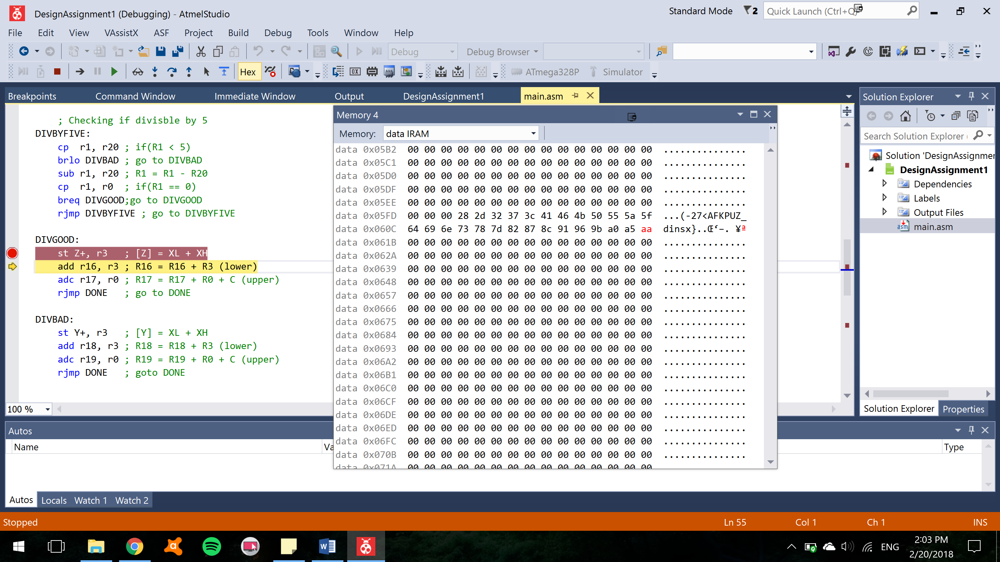 DesignAssignment1 (Debugging) - AtmelStudio
Standard Mode
2
Quick Launch (Ctrl+Q)
File Edit View VAssistX ASF Project Build Debug Tools Window Help
Debug
Debug Browser
Hex
ATmega328P
Simulator
Breakpoints Command Window Immediate Window Output DesignAssignment1 main.asm
; Checking if divisble by 5
DIVBYFIVE:
cp r1, r20 ; if(R1 < 5)
brlo DIVBAD ; go to DIVBAD
sub r1, r20 ; R1 = R1 - R20
cp r1, r0 ; if(R1 == 0)
breq DIVGOOD;go to DIVGOOD
rjmp DIVBYFIVE ; go to DIVBYFIVE
DIVGOOD:
st Z+, r3 ; [Z] = XL + XH
add r16, r3 ; R16 = R16 + R3 (lower)
adc r17, r0 ; R17 = R17 + R0 + C (upper)
rjmp DONE ; go to DONE
DIVBAD:
st Y+, r3 ; [Y] = XL + XH
add r18, r3 ; R18 = R18 + R3 (lower)
adc r19, r0 ; R19 = R19 + R0 + C (upper)
rjmp DONE ; goto DONE
100 %
Memory 4
Memory: data IRAM
data 0x05B2 00 00 00 00 00 00 00 00 00 00 00 00 00 00 00 ...............
data 0x05C1 00 00 00 00 00 00 00 00 00 00 00 00 00 00 00 ...............
data 0x05D0 00 00 00 00 00 00 00 00 00 00 00 00 00 00 00 ...............
data 0x05DF 00 00 00 00 00 00 00 00 00 00 00 00 00 00 00 ...............
data 0x05EE 00 00 00 00 00 00 00 00 00 00 00 00 00 00 00 ...............
data 0x05FD 00 00 00 28 2d 32 37 3c 41 46 4b 50 55 5a 5f ...(-27<AFKPUZ_
data 0x060C 64 69 6e 73 78 7d 82 87 8c 91 96 9b a0 a5 aa dinsx}..Œ‘–. ¥ª
data 0x061B 00 00 00 00 00 00 00 00 00 00 00 00 00 00 00 ...............
data 0x062A 00 00 00 00 00 00 00 00 00 00 00 00 00 00 00 ...............
data 0x0639 00 00 00 00 00 00 00 00 00 00 00 00 00 00 00 ...............
data 0x0648 00 00 00 00 00 00 00 00 00 00 00 00 00 00 00 ...............
data 0x0657 00 00 00 00 00 00 00 00 00 00 00 00 00 00 00 ...............
data 0x0666 00 00 00 00 00 00 00 00 00 00 00 00 00 00 00 ...............
data 0x0675 00 00 00 00 00 00 00 00 00 00 00 00 00 00 00 ...............
data 0x0684 00 00 00 00 00 00 00 00 00 00 00 00 00 00 00 ...............
data 0x0693 00 00 00 00 00 00 00 00 00 00 00 00 00 00 00 ...............
data 0x06A2 00 00 00 00 00 00 00 00 00 00 00 00 00 00 00 ...............
data 0x06B1 00 00 00 00 00 00 00 00 00 00 00 00 00 00 00 ...............
data 0x06C0 00 00 00 00 00 00 00 00 00 00 00 00 00 00 00 ...............
data 0x06CF 00 00 00 00 00 00 00 00 00 00 00 00 00 00 00 ...............
data 0x06DE 00 00 00 00 00 00 00 00 00 00 00 00 00 00 00 ...............
data 0x06ED 00 00 00 00 00 00 00 00 00 00 00 00 00 00 00 ...............
data 0x06FC 00 00 00 00 00 00 00 00 00 00 00 00 00 00 00 ...............
data 0x070B 00 00 00 00 00 00 00 00 00 00 00 00 00 00 00 ...............
data 0x071A 00 00 00 00 00 00 00 00 00 00 00 00 00 00 00
Solution Explorer
Search Solution Explorer
Solution 'DesignAssignmen
DesignAssignment1
Dependencies
Labels
Output Files
main.asm
Solution Explorer Properties
Autos
Name Va Type
Autos Locals Watch 1 Watch 2
Stopped Ln 55 Col 1 Ch 1 INS
ENG
2:03 PM
2/20/2018